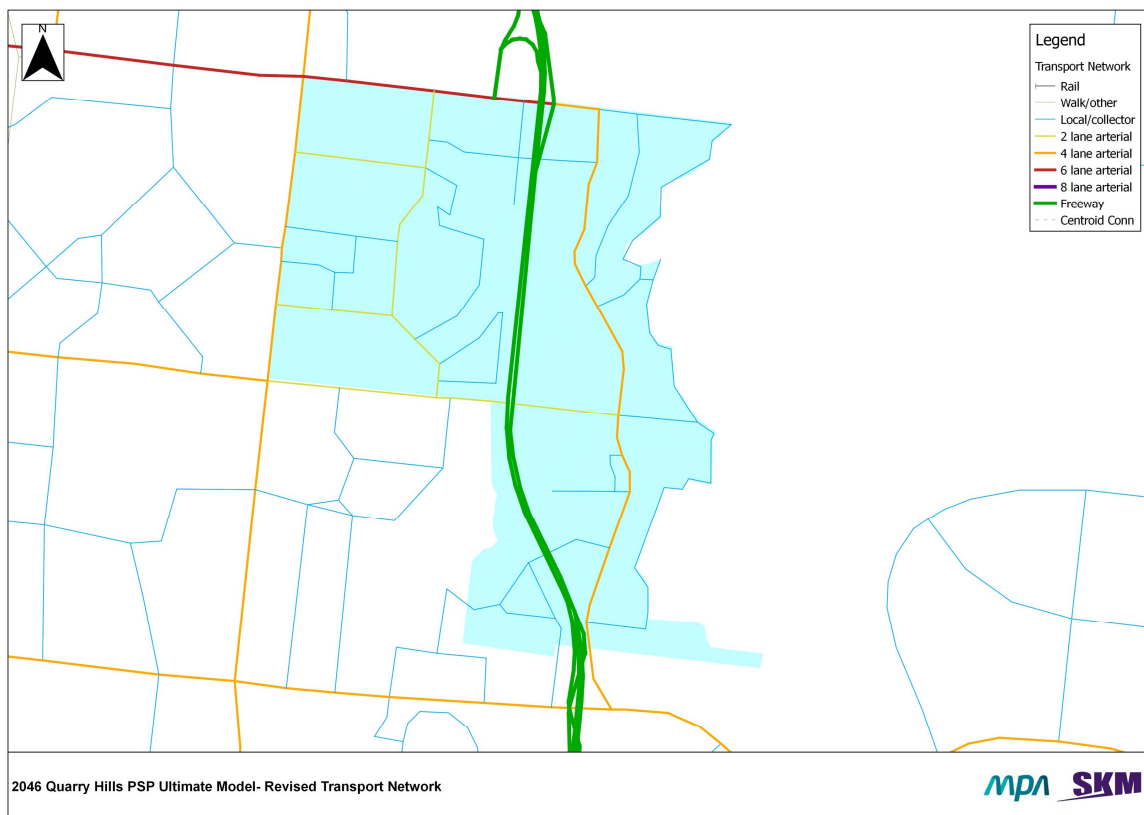 N
Legend
Transport Network
Rail
Walk/other
Local/collector
2 lane arterial
4 lane arterial
6 lane arterial
8 lane arterial
Freeway
Centroid Conn
2046 Quarry Hills PSP Ultimate Model- Revised Transport Network
MPA SKM